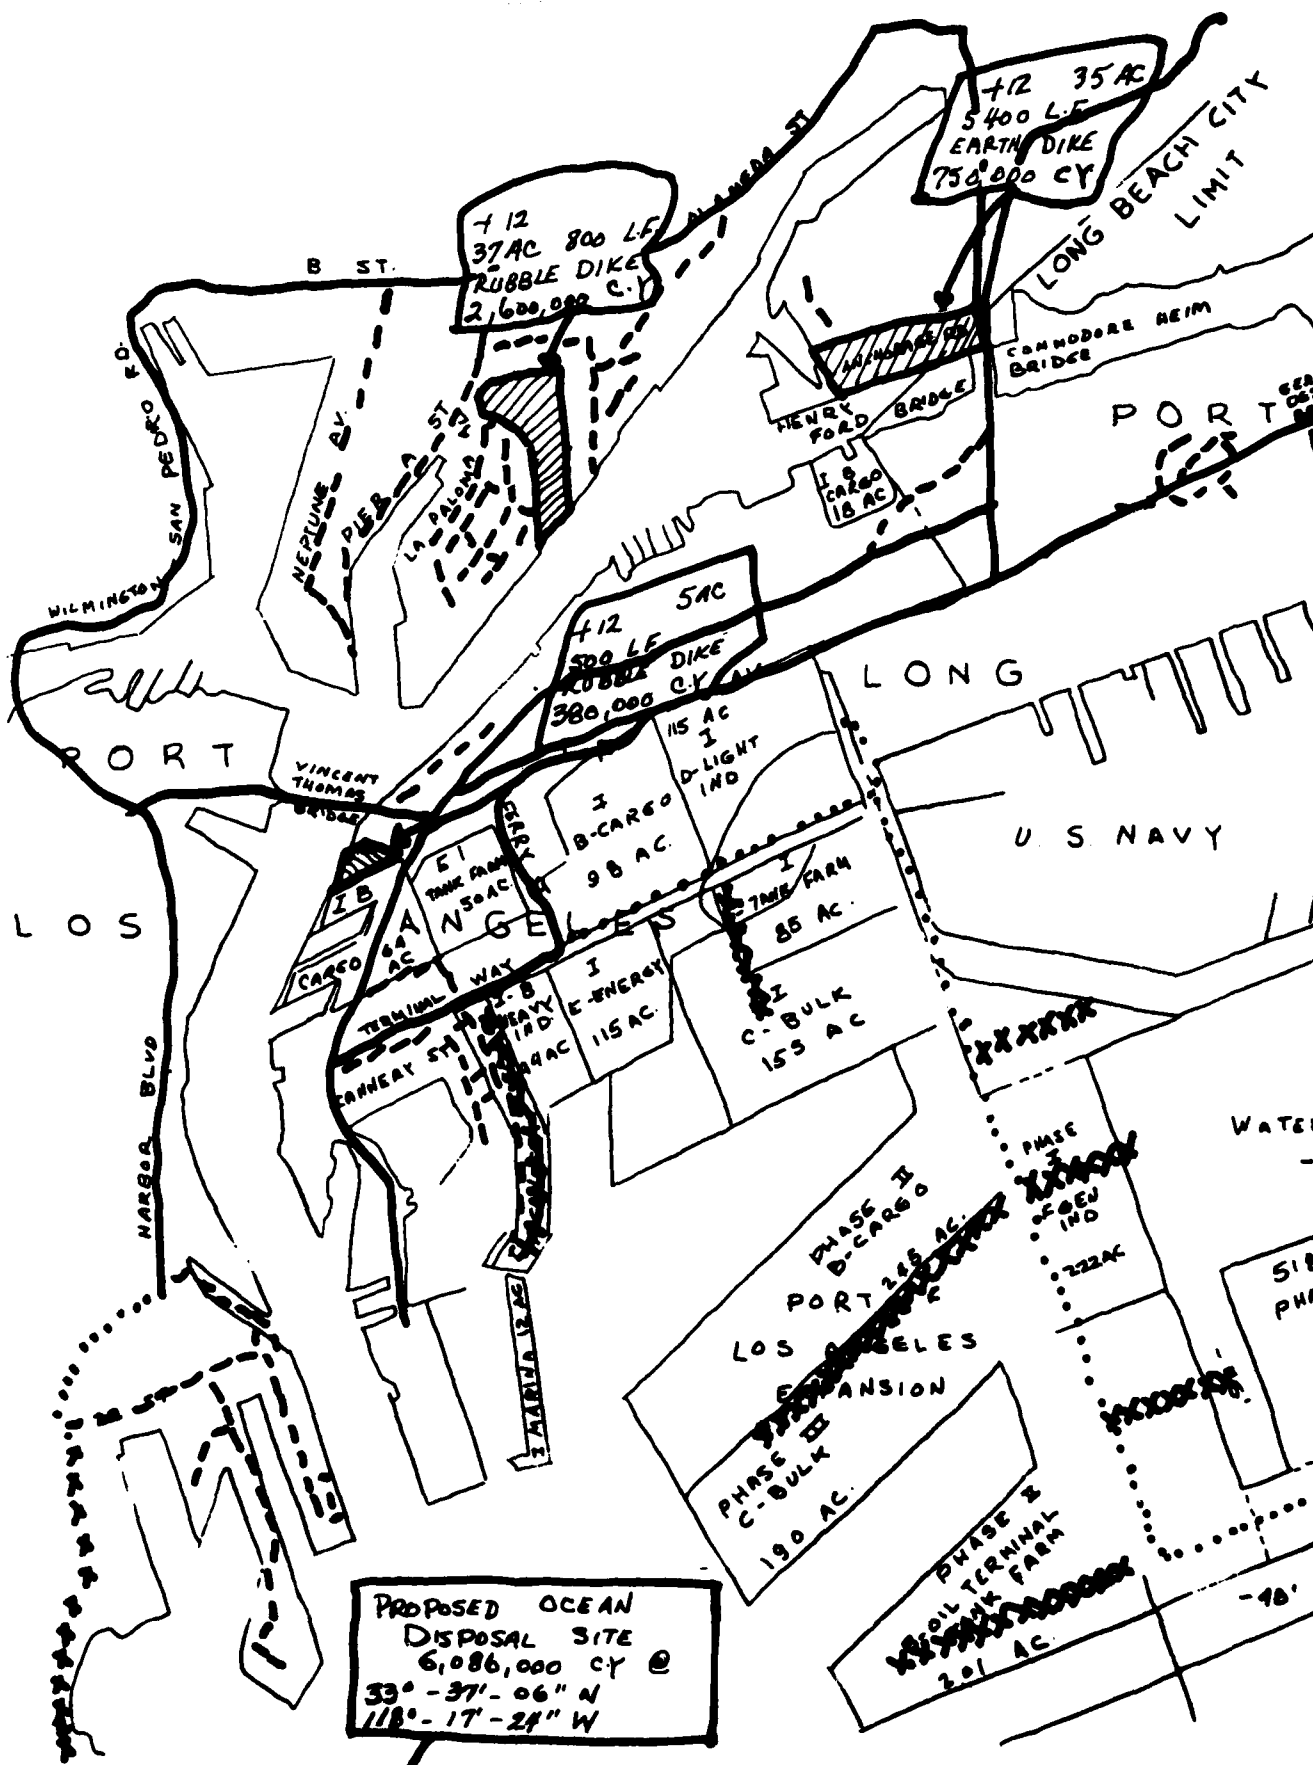 +12 35 AC
5400 L.F.
EARTH DIKE
750,000 CY
LONG BEACH CITY
LIMIT
ALAMEDA ST
+12
37 AC 800 L.F.
RUBBLE DIKE
2,600,000 C.Y.
B ST.
SAN PEDRO RD.
WILMINGTON
NEPTUNE AV.
PIER A ST
LA PALOMA
ANCHORAGE RD
COMMODORE HEIM
BRIDGE
HENRY
FORD BRIDGE
I B
CARGO
18 AC
PORT
LONG
5 AC
+12
500 L.F.
RUBBLE DIKE
380,000 C.Y.
PORT
VINCENT
THOMAS
BRIDGE
115 AC
I
D-LIGHT
IND
I
B-CARGO
98 AC.
FERRY
E I
TANK FARM
50 AC.
I B
CARGO 64
AC
LOS ANGELES
I
TANK FARM
85 AC.
U S NAVY
TERMINAL WAY
CANNERY ST
I-B
HEAVY
IND
I
E-ENERGY
115 AC.
I
C-BULK
155 AC
HARBOR BLVD
I MARINA 12 AC
PHASE
I
F GEN
IND
222 AC
PHASE II
B-CARGO
245 AC.
PORT
LOS ANGELES
EXPANSION
PHASE III
C-BULK
190 AC.
PHASE II
OIL TERMINAL
TANK FARM
201 AC.
22 ST
PROPOSED OCEAN
DISPOSAL SITE
6,086,000 CY @
33° - 37' - 06" N
118° - 17' - 24" W